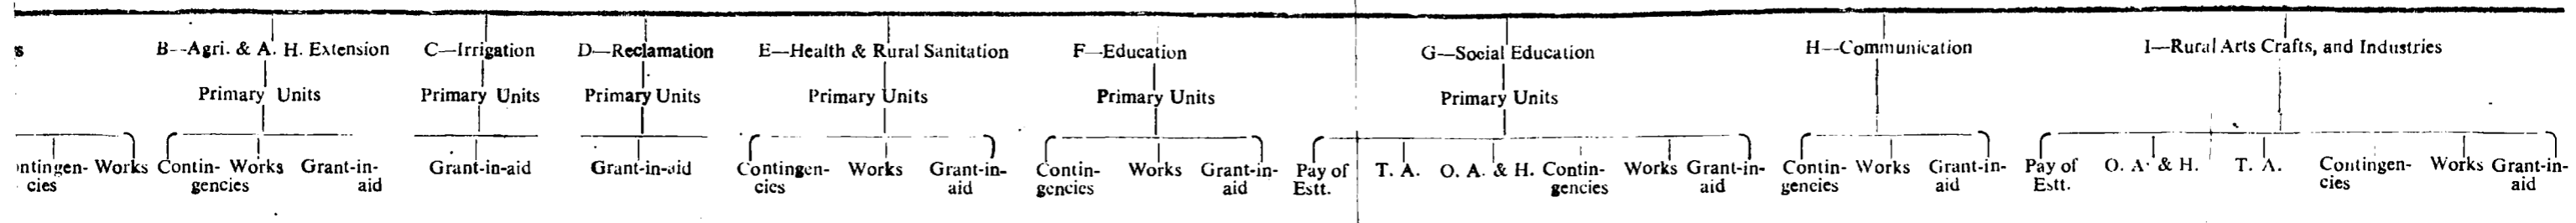 s B—Agri. & A. H. Extension C—Irrigation D—Reclamation E—Health & Rural Sanitation F—Education G—Social Education H—Communication I—Rural Arts Crafts, and Industries
Primary Units Primary Units Primary Units Primary Units Primary Units Primary Units
ntingen- Works Contin- Works Grant-in- Grant-in-aid Grant-in-aid Contingen- Works Grant-in- Contin- Works Grant-in- Pay of T. A. O. A. & H. Contin- Works Grant-in- Contin- Works Grant-in- Pay of O. A. & H. T. A. Contingen- Works Grant-in-
cies gencies aid cies aid gencies aid Estt. gencies aid gencies aid Estt. cies aid